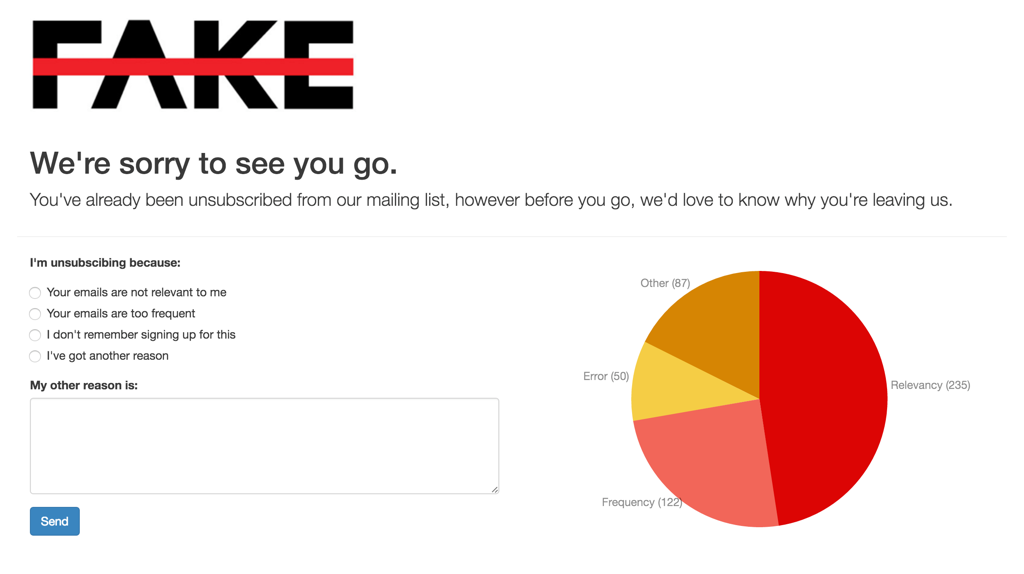 FAKE
We're sorry to see you go.
You've already been unsubscribed from our mailing list, however before you go, we'd love to know why you're leaving us.
I'm unsubscibing because:
Your emails are not relevant to me
Your emails are too frequent
I don't remember signing up for this
I've got another reason
My other reason is:
Send
Other (87)
Error (50)
Relevancy (235)
Frequency (122)